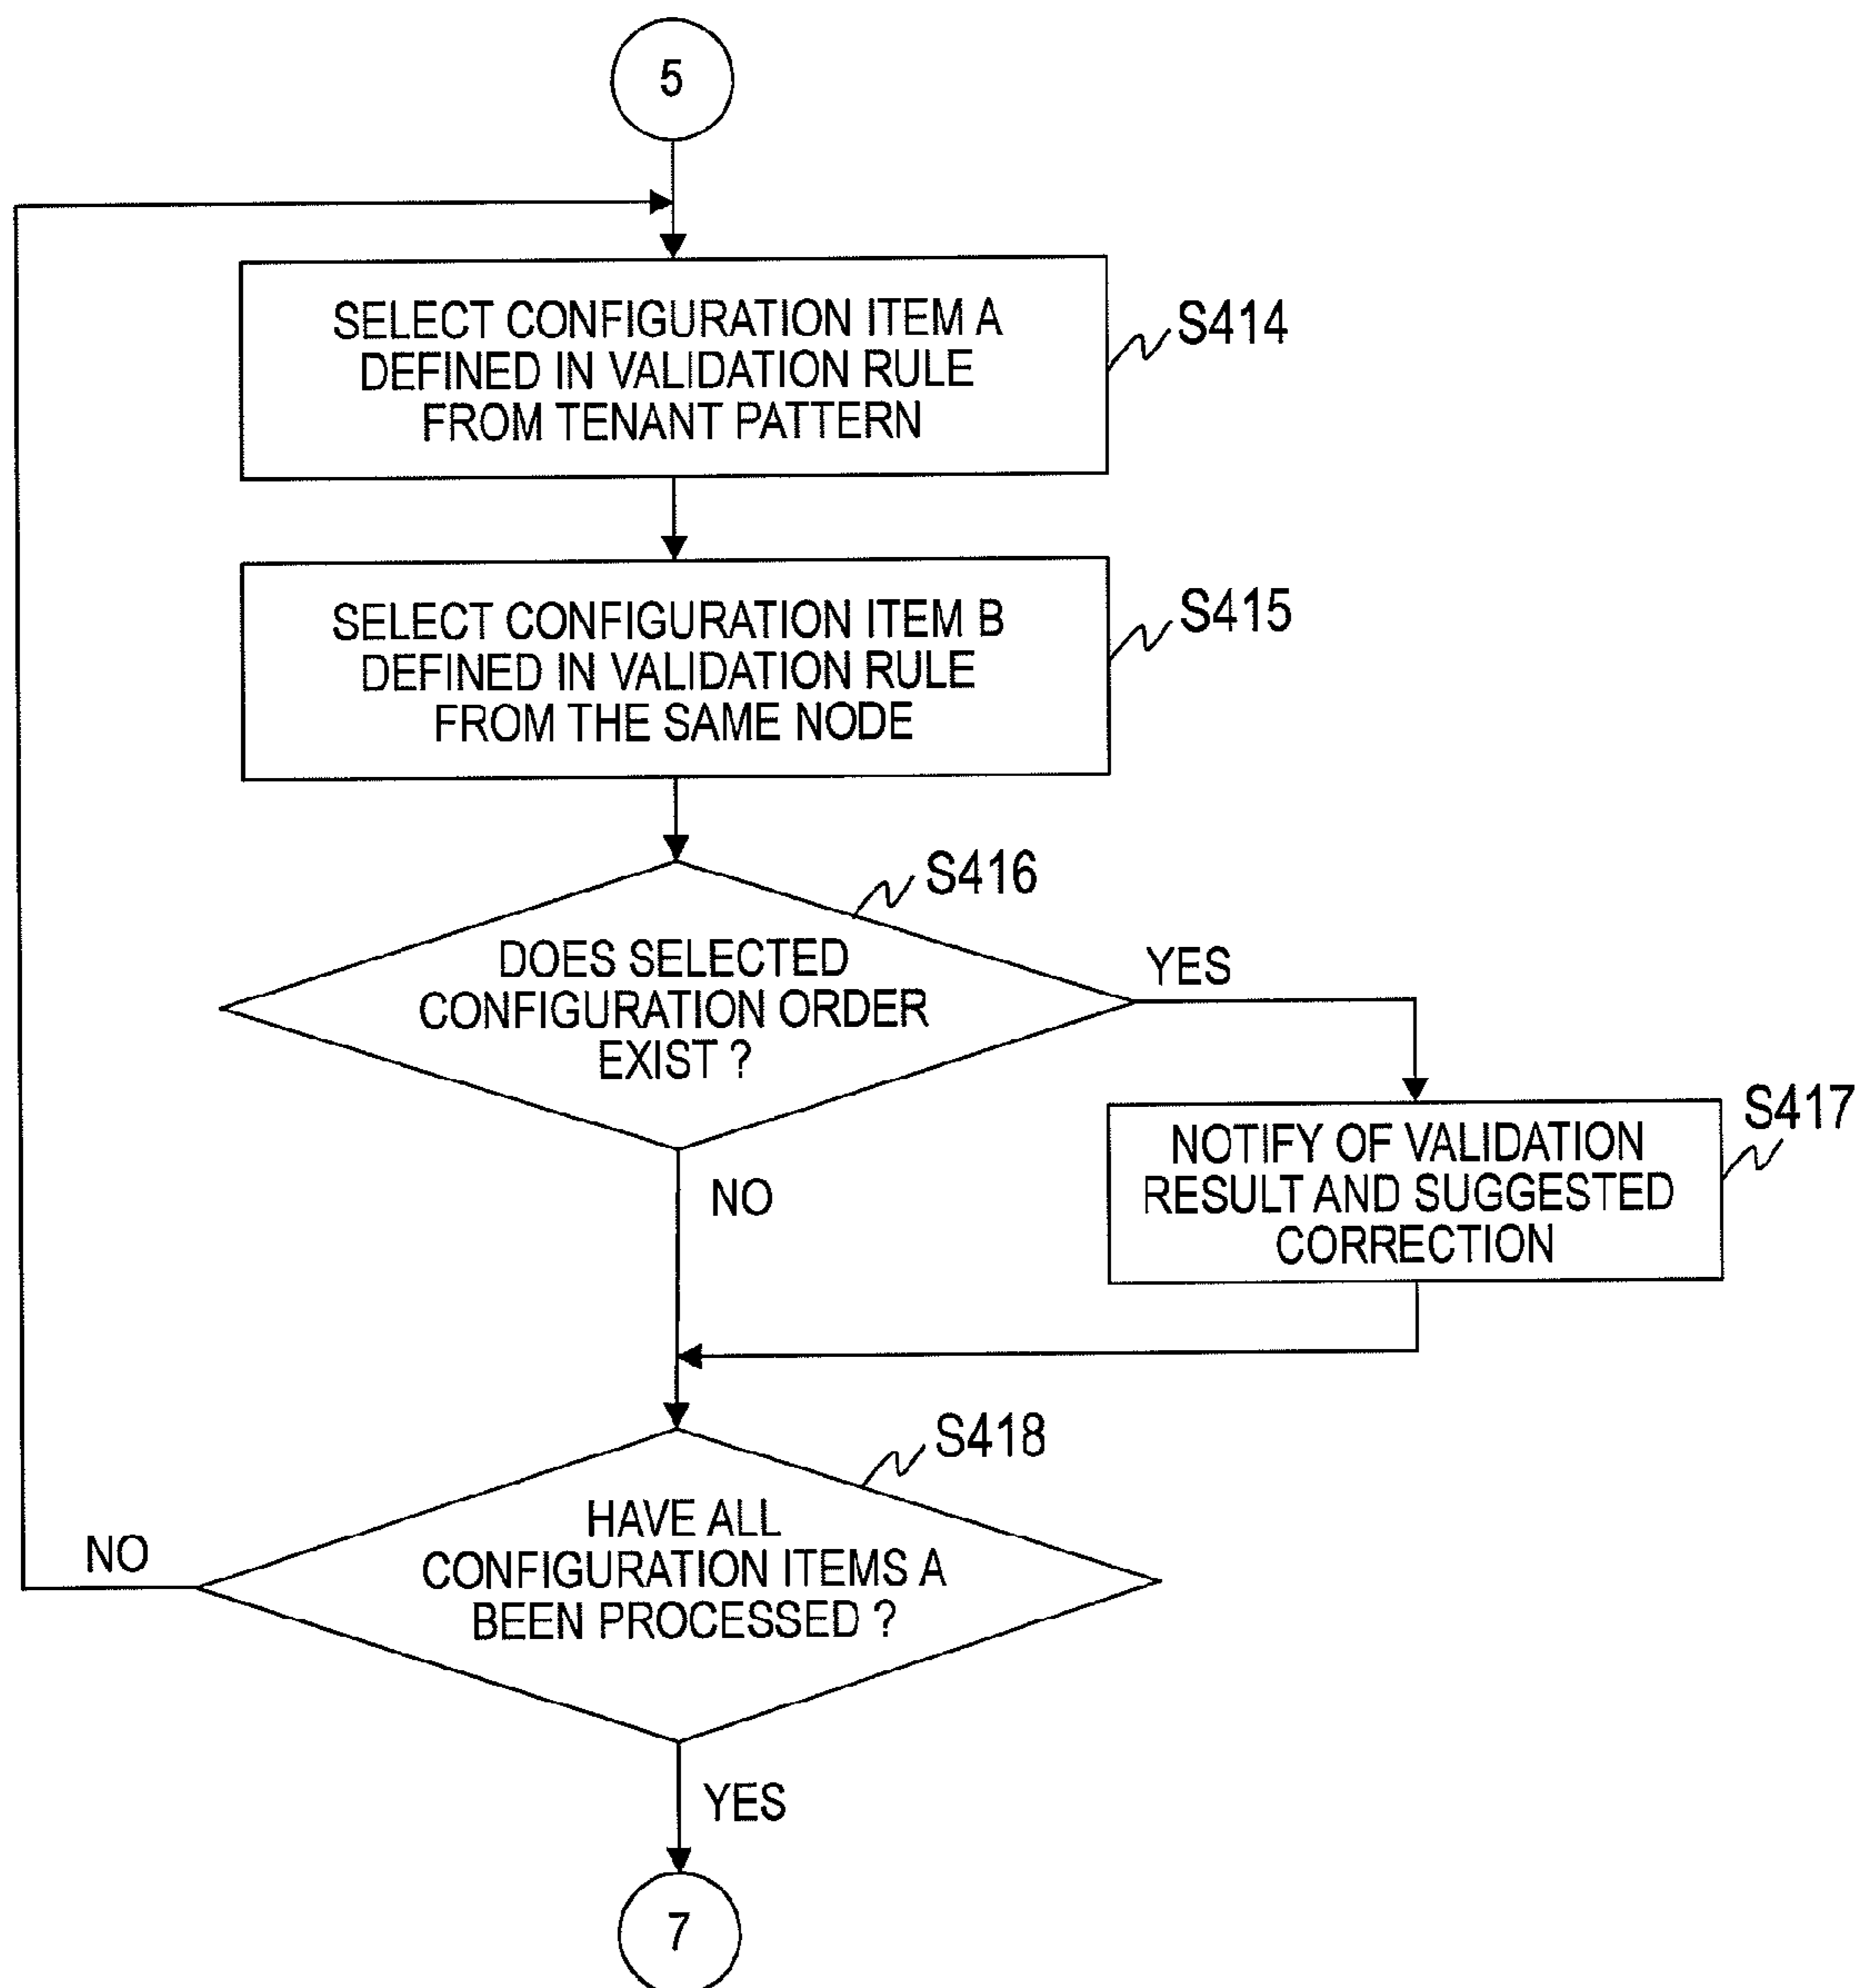 5
SELECT CONFIGURATION ITEM A
DEFINED IN VALIDATION RULE
FROM TENANT PATTERN
S414
SELECT CONFIGURATION ITEM B
DEFINED IN VALIDATION RULE
FROM THE SAME NODE
S415
S416
DOES SELECTED
CONFIGURATION ORDER
EXIST ?
YES
NO
S417
NOTIFY OF VALIDATION
RESULT AND SUGGESTED
CORRECTION
S418
HAVE ALL
CONFIGURATION ITEMS A
BEEN PROCESSED ?
NO
YES
7